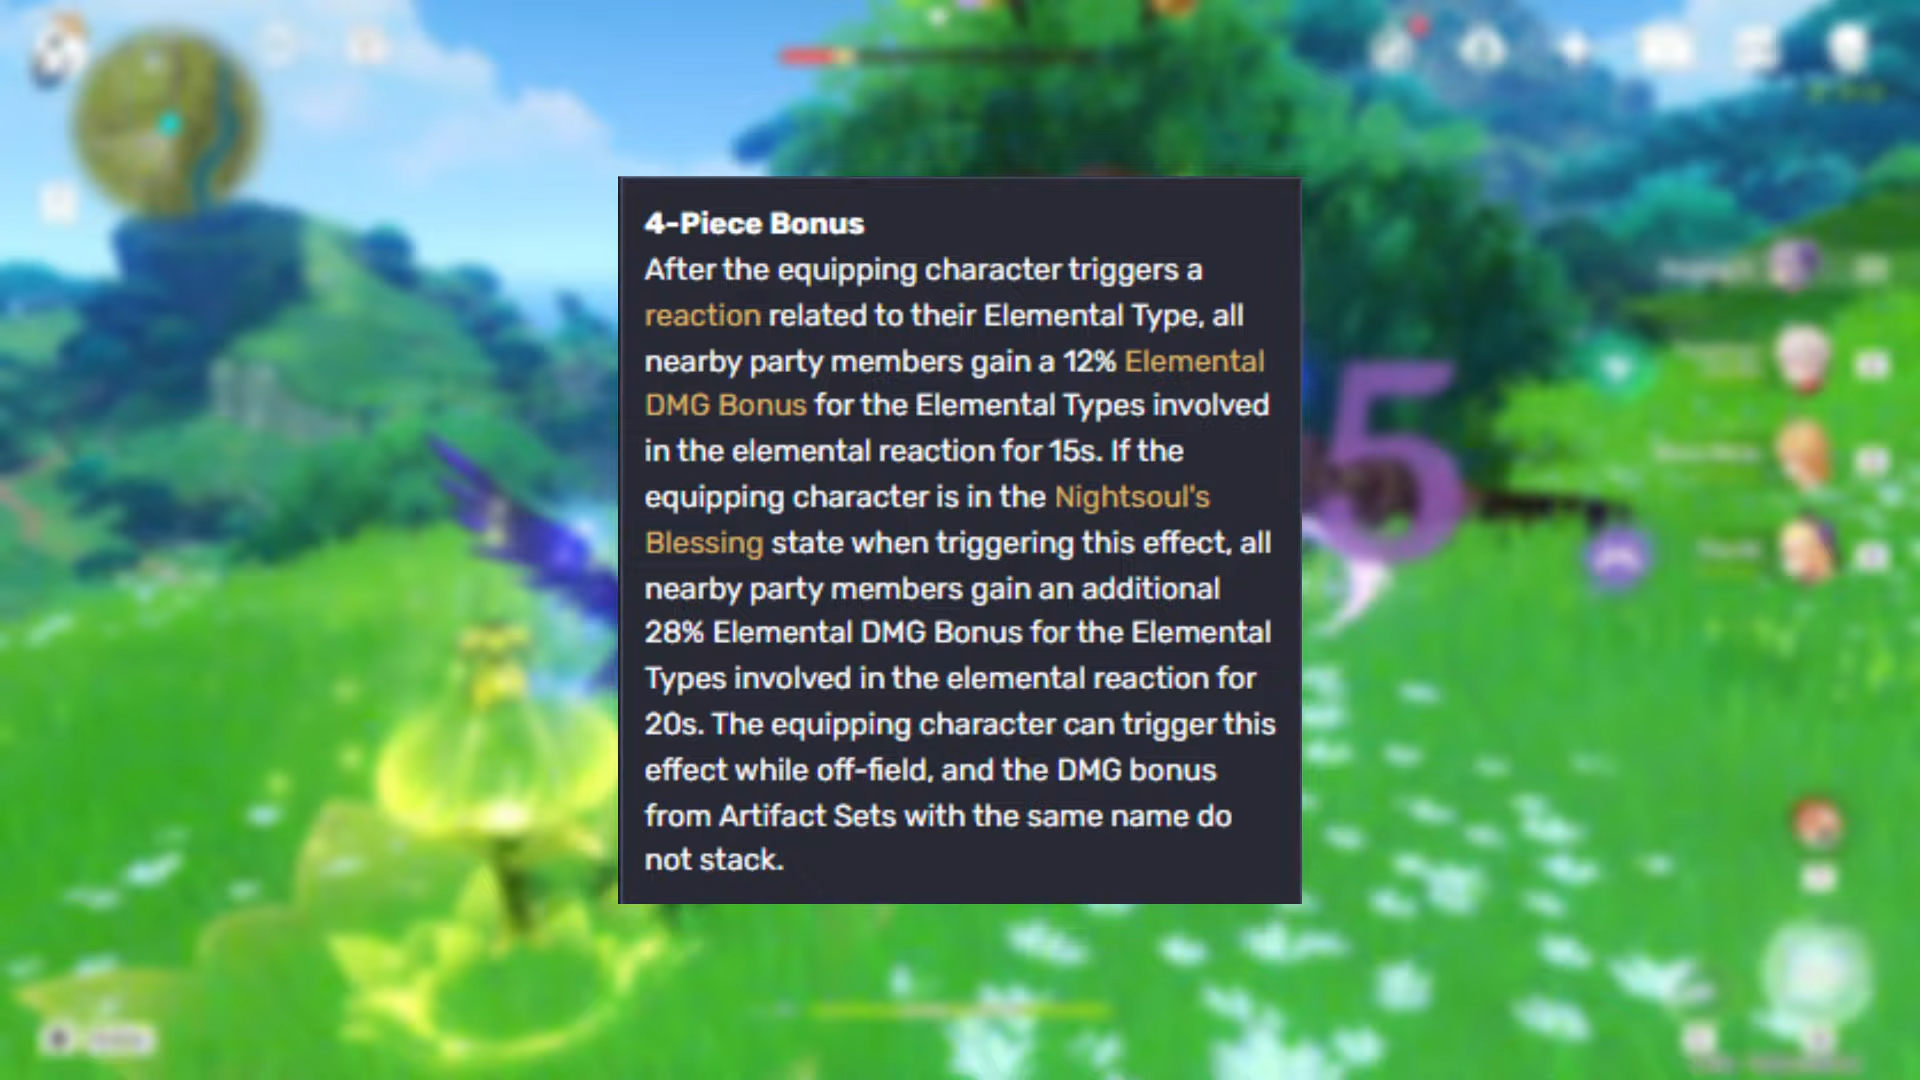 4-Piece Bonus
After the equipping character triggers a
reaction related to their Elemental Type, all
nearby party members gain a 12% Elemental
DMG Bonus for the Elemental Types involved
in the elemental reaction for 15s. If the
equipping character is in the Nightsoul's
Blessing state when triggering this effect, all
nearby party members gain an additional
28% Elemental DMG Bonus for the Elemental
Types involved in the elemental reaction for
20s. The equipping character can trigger this
effect while off-field, and the DMG bonus
from Artifact Sets with the same name do
not stack.
5